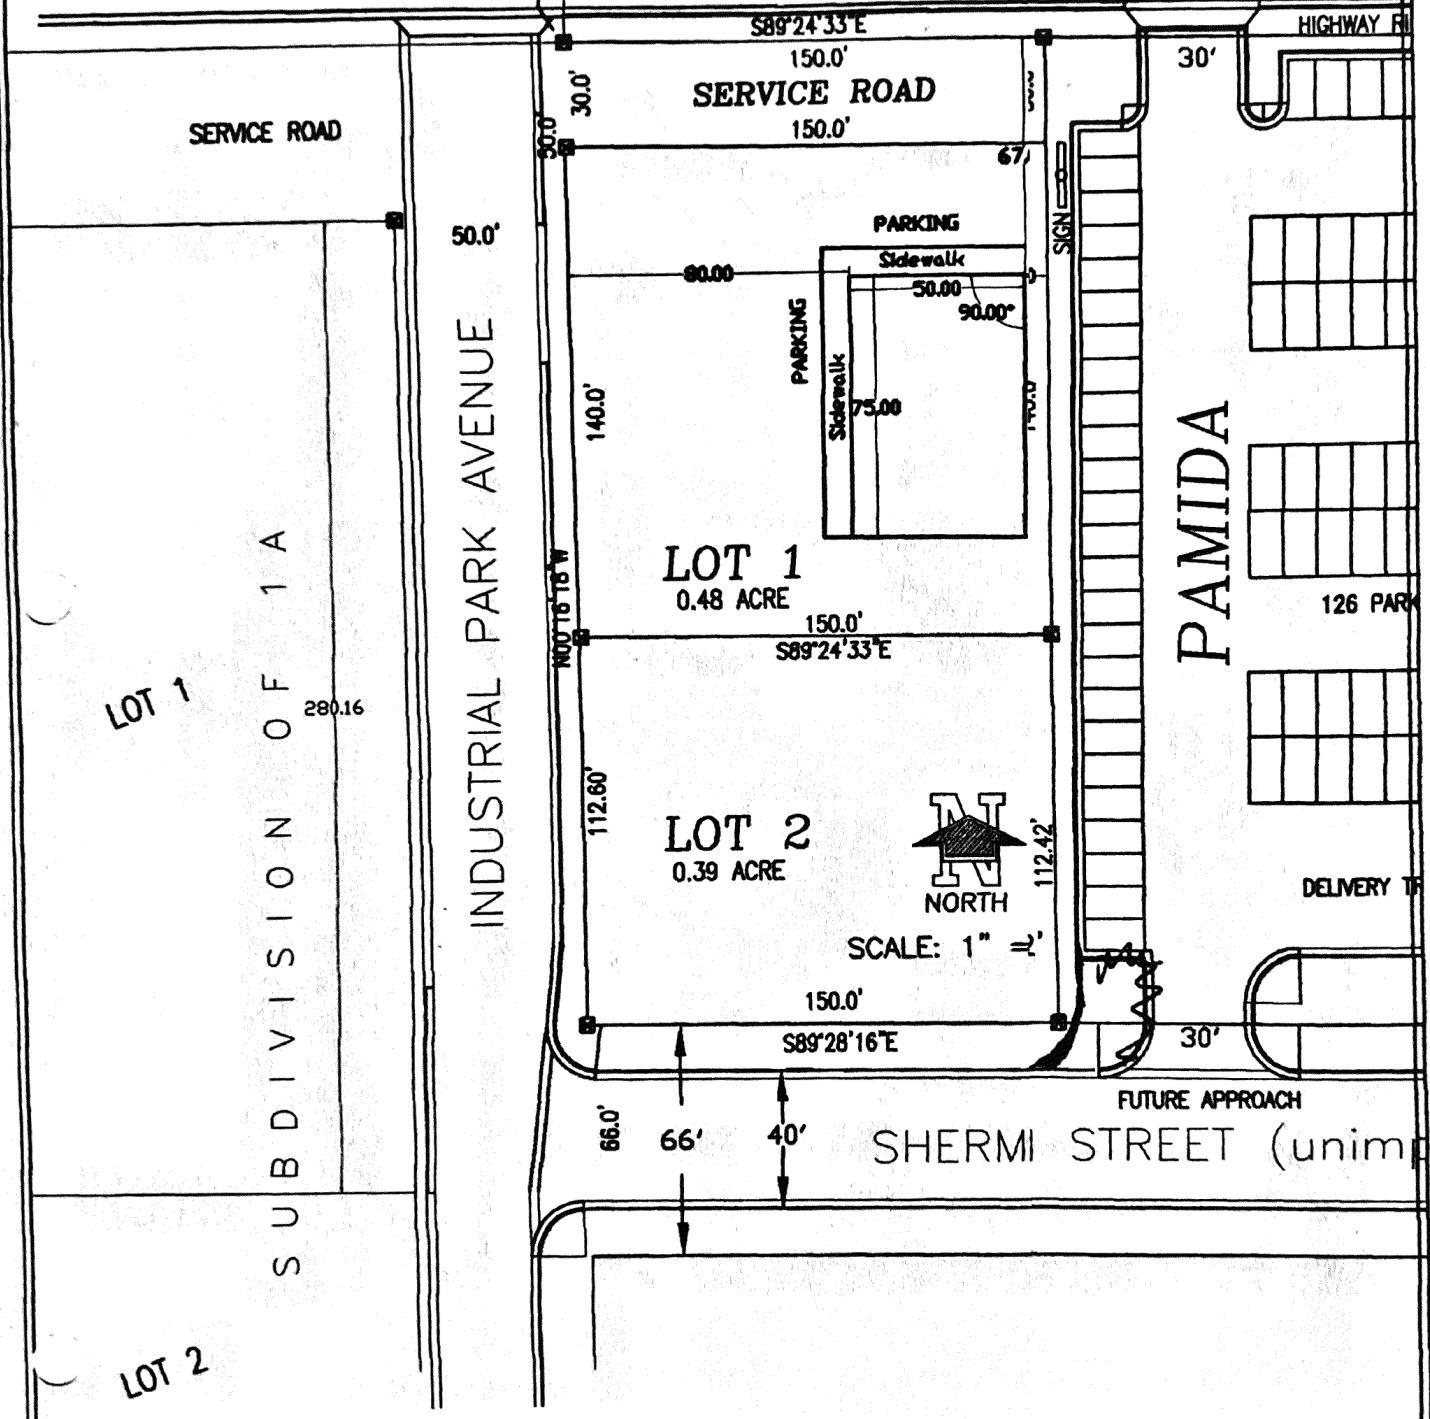 S89°24'33"E
HIGHWAY
150.0'
30'
30.0'
SERVICE ROAD
SERVICE ROAD
150.0'
50.0'
67
PARKING
SIGN
50.0'
Sidewalk
80.00
50.00
90.00°
PARKING
Sidewalk
75.00
140.0'
140.0'
INDUSTRIAL PARK AVENUE
PAMIDA
LOT 1
0.48 ACRE
N00°16'18"W
126 PARK
150.0'
S89°24'33"E
LOT 1
280.16
SUBDIVISION OF 1A
112.60'
LOT 2
0.39 ACRE
N
NORTH
112.42'
DELIVERY
SCALE: 1" =
150.0'
S89°28'16"E
30'
FUTURE APPROACH
66.0'
66'
40'
SHERMI STREET (unimp
LOT 2